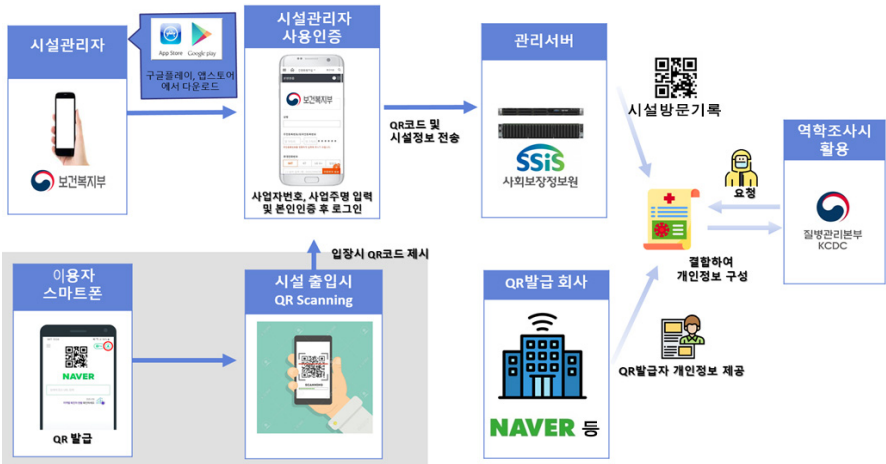 시설관리자
App Store Google play
구글플레이, 앱스토어
에서 다운로드
보건복지부
시설관리자
사용인증
보건복지부
사업자번호, 사업주명 입력
및 본인인증 후 로그인
QR코드 및
시설정보 전송
관리서버
SSiS
사회보장정보원
시설방문기록
역학조사시
활용
요청
질병관리본부
KCDC
결합하여
개인정보 구성
이용자
스마트폰
NAVER
QR 발급
입장시 QR코드 제시
시설 출입시
QR Scanning
SCANNING
QR발급 회사
NAVER 등
QR발급자 개인정보 제공